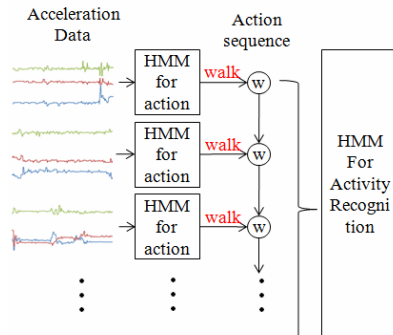 Acceleration
Data
Action
sequence
HMM
for
action
walk
w
HMM
for
action
walk
w
HMM
for
action
walk
w
HMM
For
Activity
Recogni
tion